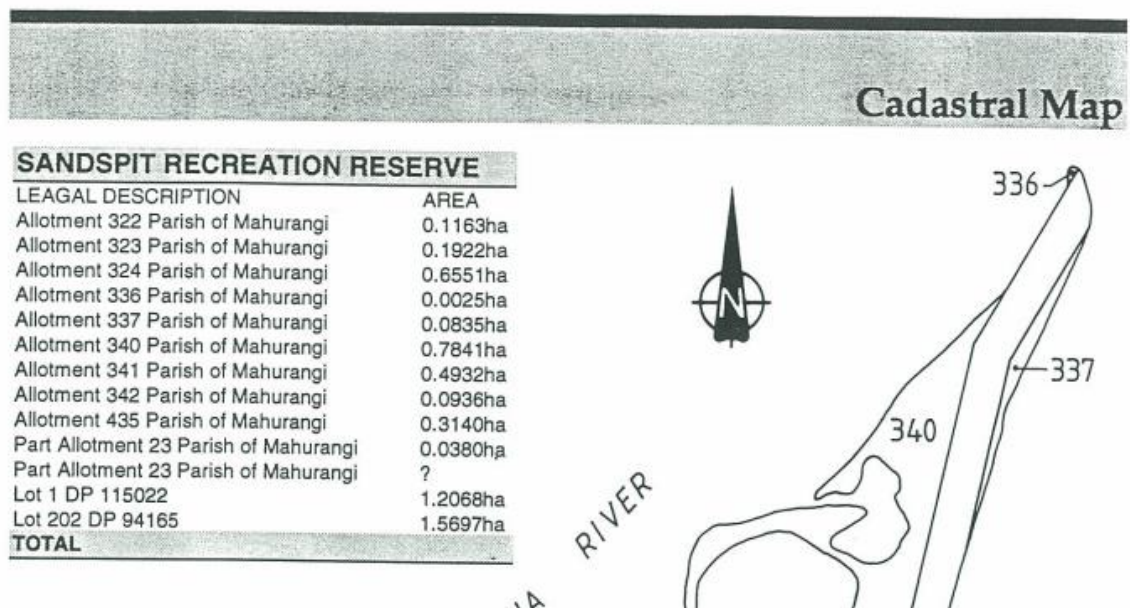 Cadastral Map
SANDSPIT RECREATION RESERVE
LEAGAL DESCRIPTION AREA
Allotment 322 Parish of Mahurangi 0.1163ha
Allotment 323 Parish of Mahurangi 0.1922ha
Allotment 324 Parish of Mahurangi 0.6551ha
Allotment 336 Parish of Mahurangi 0.0025ha
Allotment 337 Parish of Mahurangi 0.0835ha
Allotment 340 Parish of Mahurangi 0.7841ha
Allotment 341 Parish of Mahurangi 0.4932ha
Allotment 342 Parish of Mahurangi 0.0936ha
Allotment 435 Parish of Mahurangi 0.3140ha
Part Allotment 23 Parish of Mahurangi 0.0380ha
Part Allotment 23 Parish of Mahurangi ?
Lot 1 DP 115022 1.2068ha
Lot 202 DP 94165 1.5697ha
TOTAL
336
N
337
340
RIVER